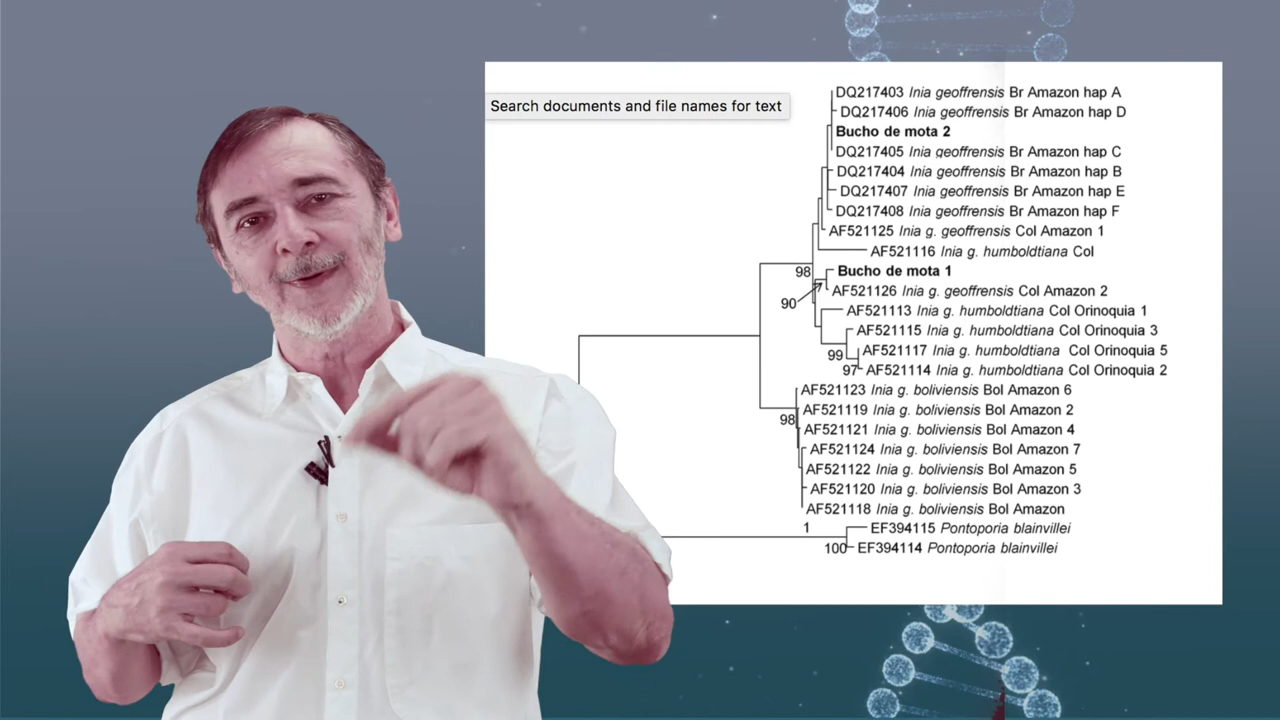 Search documents and file names for text
DQ217403 Inia geoffrensis Br Amazon hap A
DQ217406 Inia geoffrensis Br Amazon hap D
Bucho de mota 2
DQ217405 Inia geoffrensis Br Amazon hap C
DQ217404 Inia geoffrensis Br Amazon hap B
DQ217407 Inia geoffrensis Br Amazon hap E
DQ217408 Inia geoffrensis Br Amazon hap F
AF521125 Inia g. geoffrensis Col Amazon 1
AF521116 Inia g. humboldtiana Col
98
Bucho de mota 1
AF521126 Inia g. geoffrensis Col Amazon 2
90
AF521113 Inia g. humboldtiana Col Orinoquia 1
AF521115 Inia g. humboldtiana Col Orinoquia 3
99
AF521117 Inia g. humboldtiana Col Orinoquia 5
97 AF521114 Inia g. humboldtiana Col Orinoquia 2
AF521123 Inia g. boliviensis Bol Amazon 6
AF521119 Inia g. boliviensis Bol Amazon 2
98
AF521121 Inia g. boliviensis Bol Amazon 4
AF521124 Inia g. boliviensis Bol Amazon 7
AF521122 Inia g. boliviensis Bol Amazon 5
AF521120 Inia g. boliviensis Bol Amazon 3
AF521118 Inia g. boliviensis Bol Amazon
1
EF394115 Pontoporia blainvillei
100 EF394114 Pontoporia blainvillei